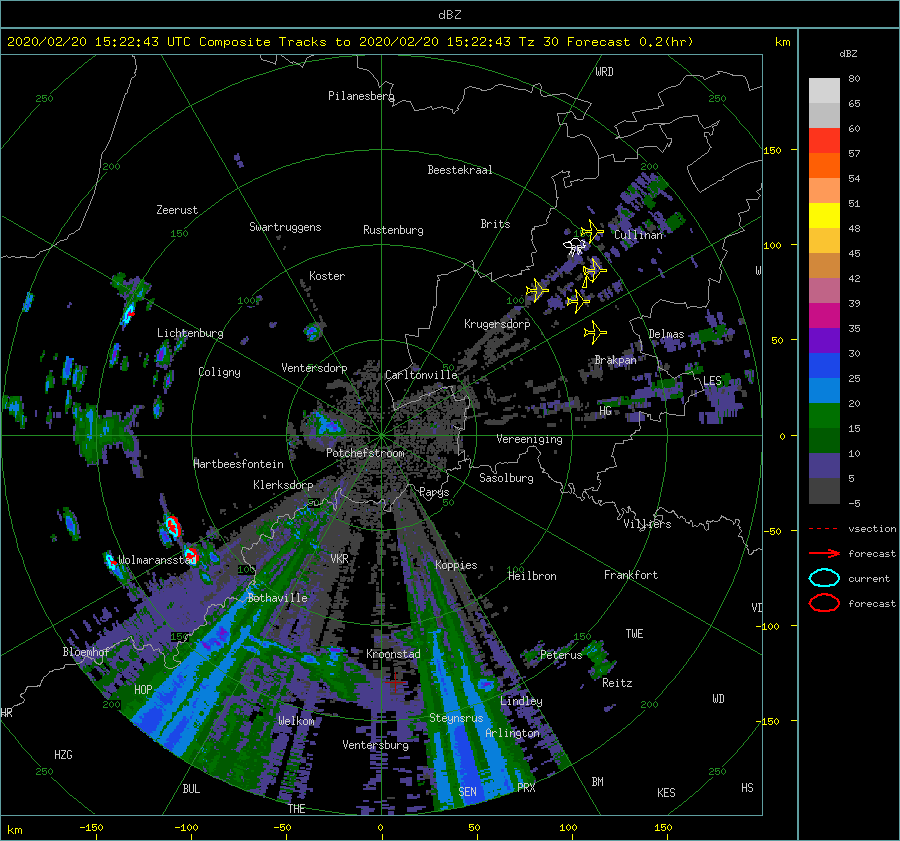 dBZ
2020/02/20 15:22:43 UTC Composite Tracks to 2020/02/20 15:22:43 Tz 30 Forecast 0.2(hr) km
dBZ
WRD
80
250 Pilanesberg 250
65
60
150
57
200 Beestekraal 200
54
Zeerust
51
150 Swartruggens Rustenburg Brits 150 Cullinan
48
100
45
Koster
W
42
100 100
39
Lichtenburg Krugersdorp Delmas
35
50
30
Coligny Ventersdorp Carltonville Brakpan
25
LES
20
HG
15
0
Vereeniging
10
Hartbeesfontein Potchefstroom
5
Klerksdorp Parys Sasolburg
-5
50 50
Villiers
vsection
-50
Wolmaransstad VKR Koppies
forecast
100 100 Heilbron Frankfort
current
Bothaville
forecast
VI
-100
150 150 TWE
Bloemhof Kroonstad Peterus
HOP Reitz
200 Lindley 200 WD
HR
Welkom Steynsrus
-150
Arlington
Ventersburg
HZG
250 250
BUL SEN PRX BM KES HS
THE
km -150 -100 -50 0 50 100 150